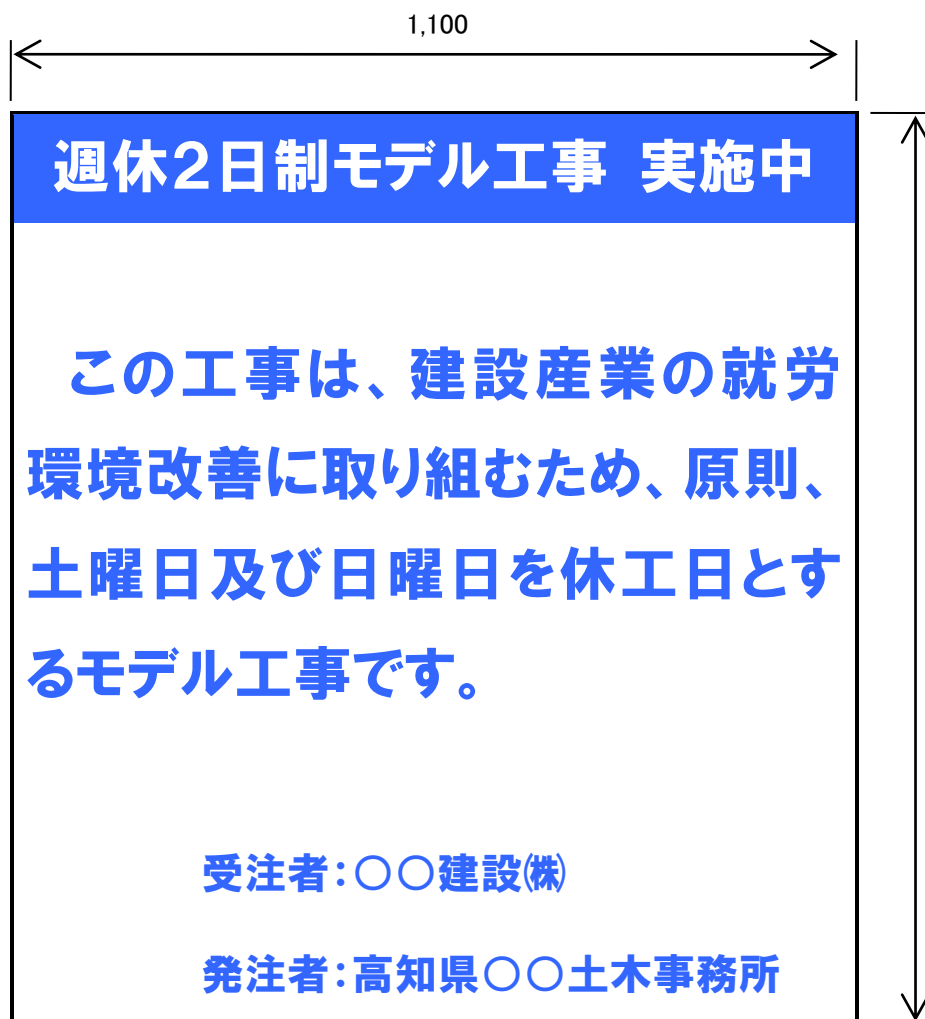 1,100
週休２日制モデル工事 実施中
この工事は、建設産業の就労
環境改善に取り組むため、原則、
土曜日及び日曜日を休工日とす
るモデル工事です。
受注者：○○建設㈱
発注者：高知県○○土木事務所